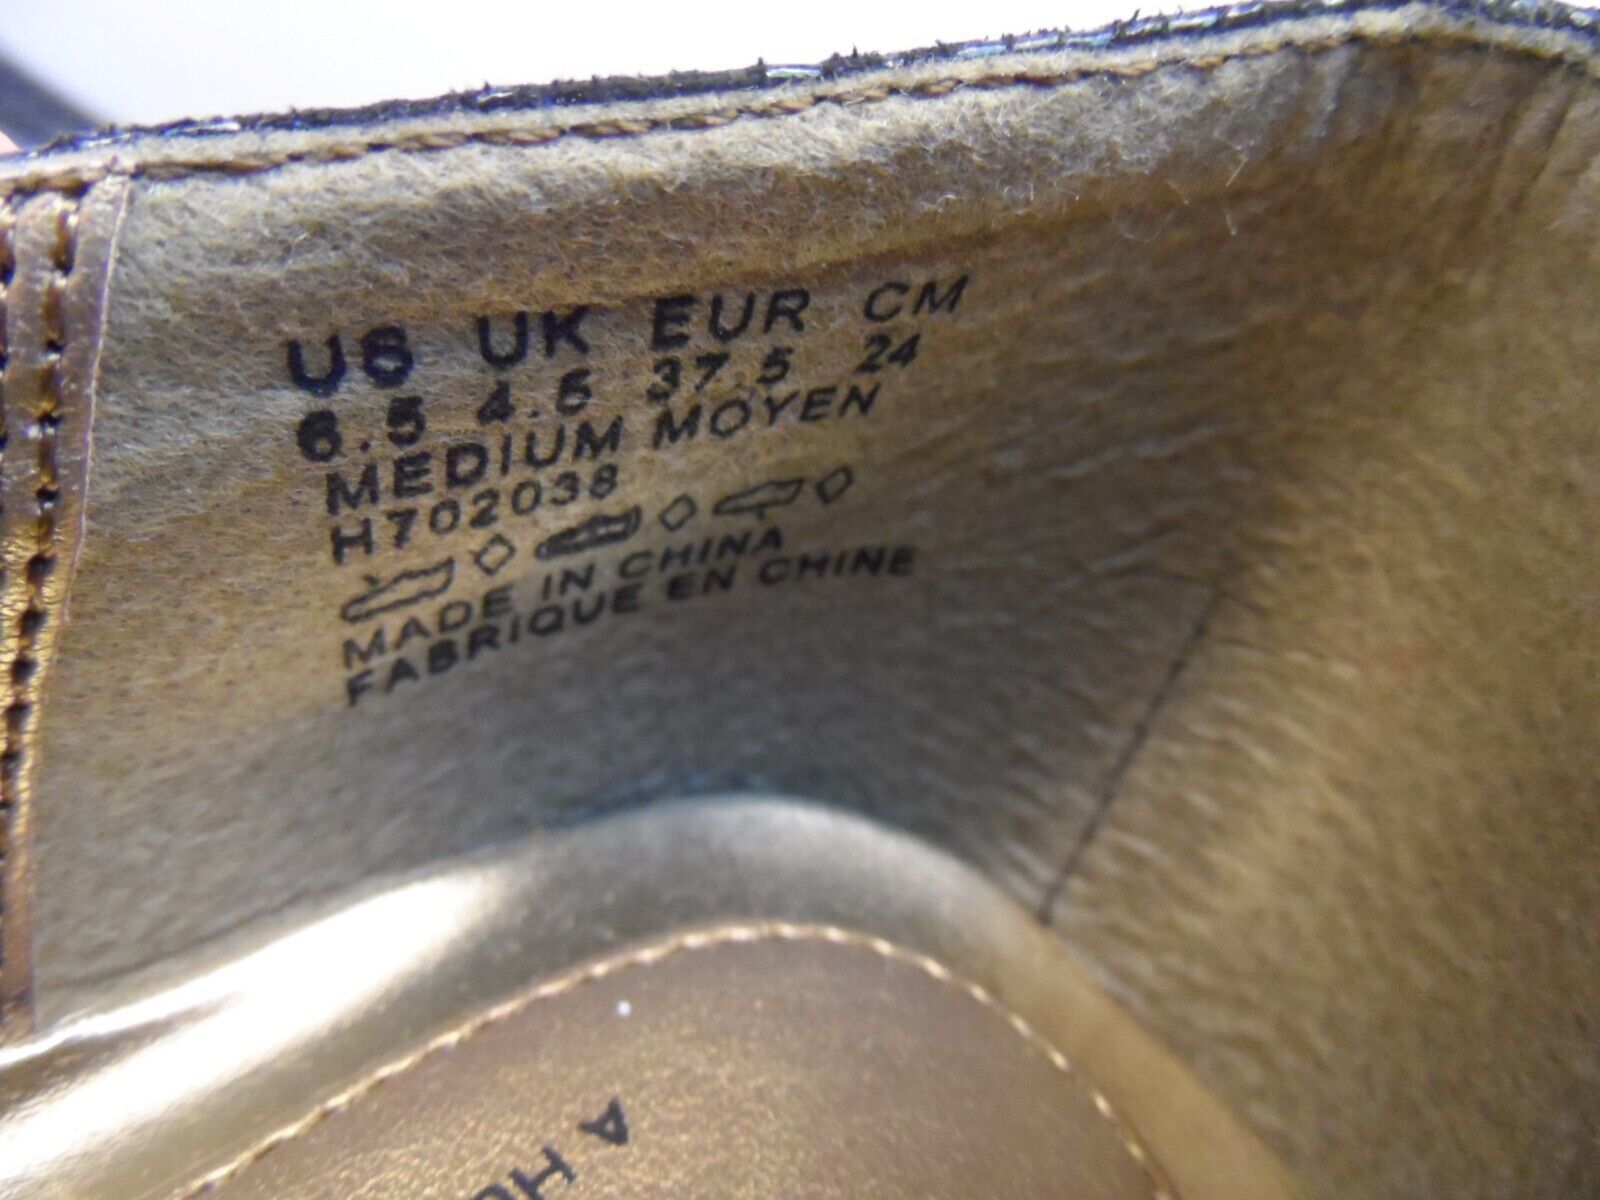 US UK EUR CM
6.5 4.5 37.5 24
MEDIUM MOYEN
H702038
MADE IN CHINA
FABRIQUE EN CHINE
A